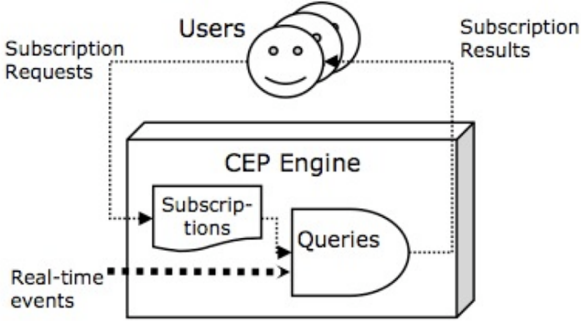 Users
Subscription
Results
Subscription
Requests
CEP Engine
Subscrip-
tions
Queries
Real-time
events